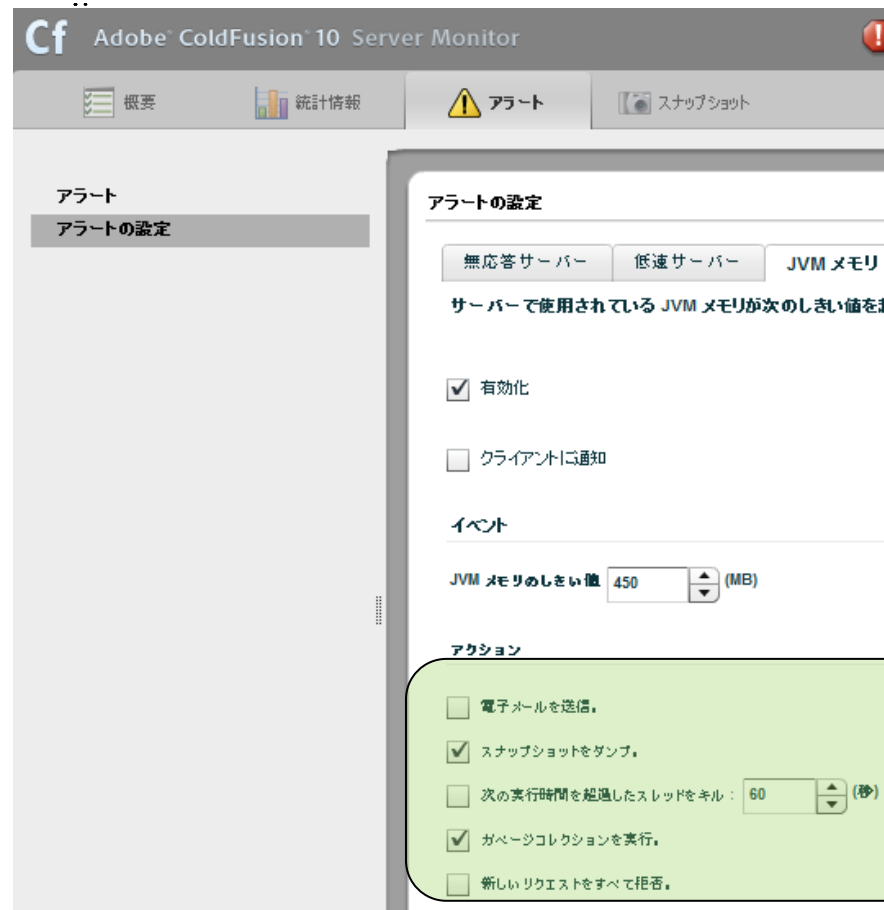 Cf Adobe® ColdFusion® 10 Server Monitor
概要 統計情報 アラート スナップショット
アラート
アラートの設定
アラートの設定
無応答サーバー 低速サーバー JVM メモリ
サーバーで使用されている JVM メモリが次のしきい値を
有効化
クライアントに通知
イベント
JVM メモリのしきい値 450 (MB)
アクション
電子メールを送信。
スナップショットをダンプ。
次の実行時間を超過したスレッドをキル : 60 (秒)
ガベージコレクションを実行。
新しいリクエストをすべて拒否。